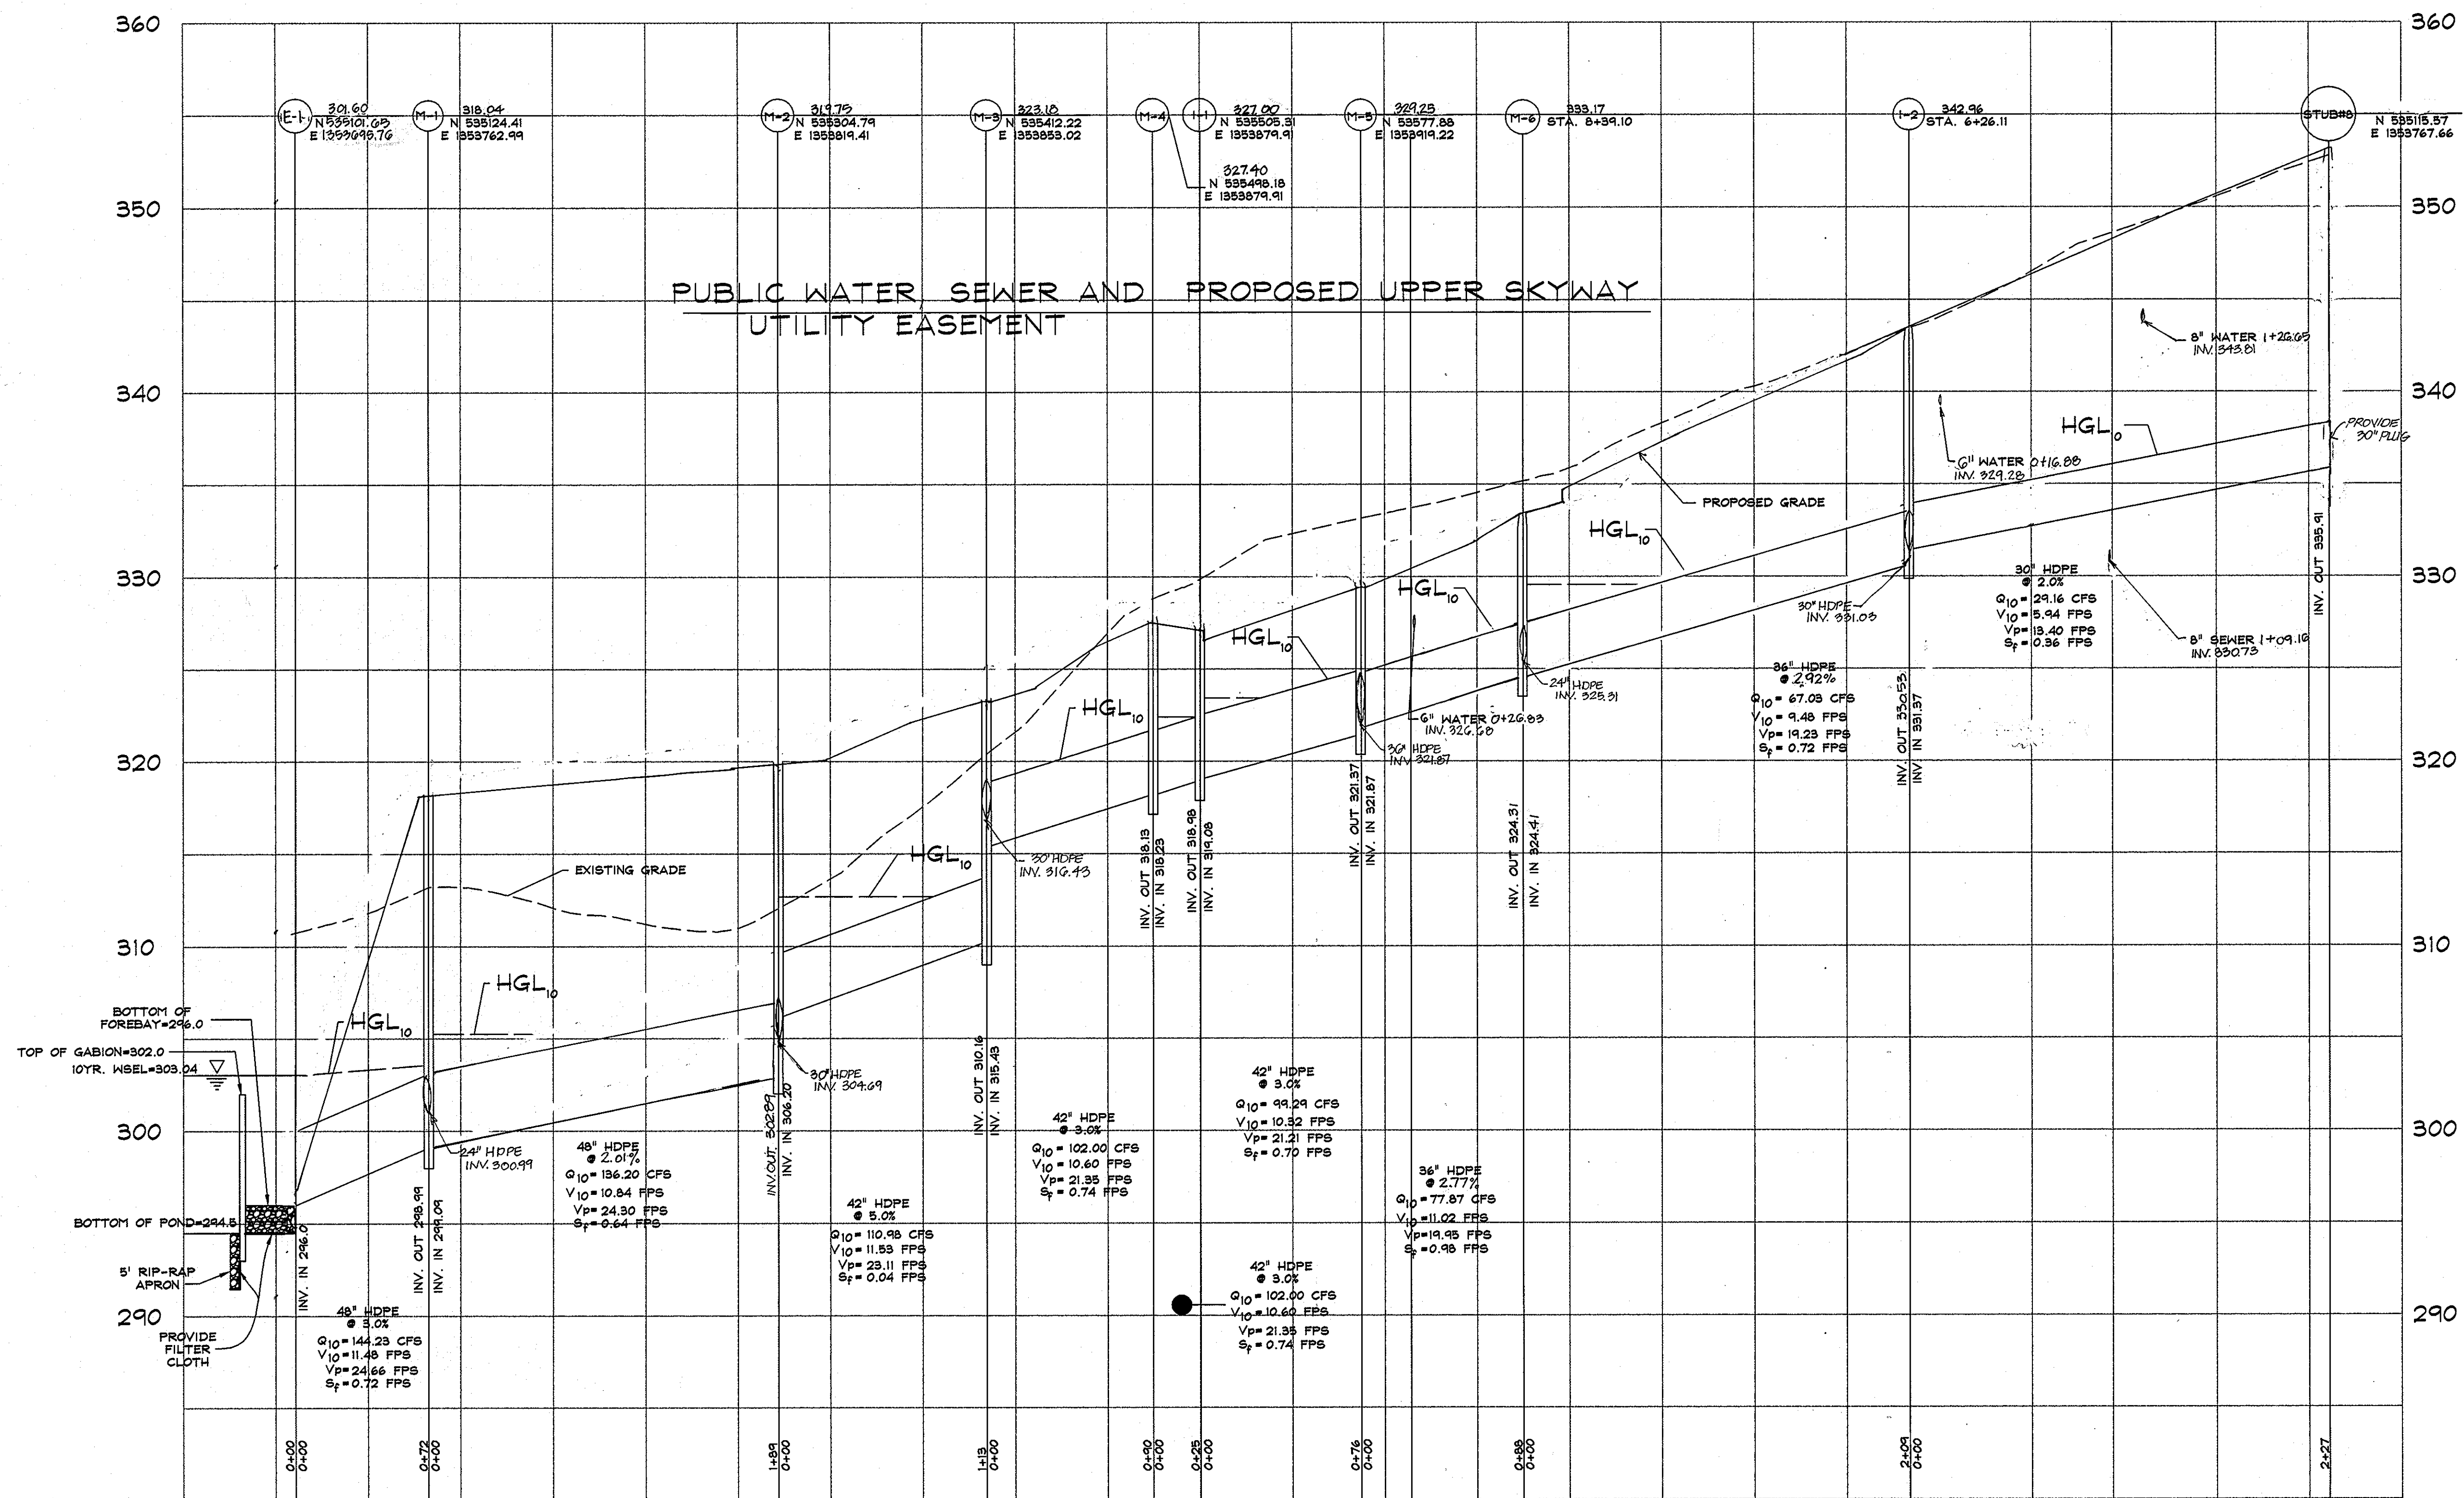 360
360
E-1
301.60
N 535101.65
E 1353695.76
M-1
318.04
N 535124.41
E 1353762.99
M-2
319.75
N 535304.79
E 1353819.41
M-3
323.18
N 535412.22
E 1353853.02
M-4
327.40
N 535498.18
E 1353879.91
I-1
327.00
N 535505.31
E 1353879.91
M-5
329.25
N 53577.88
E 1353919.22
M-6
333.17
STA. 8+39.10
I-2
342.96
STA. 6+26.11
STUB#8
N 535115.57
E 1353767.66
350
350
PUBLIC WATER, SEWER AND PROPOSED UPPER SKYWAY
UTILITY EASEMENT
8" WATER 1+26.65
INV. 343.81
340
340
HGL
PROVIDE
30" PLUG
6" WATER 0+16.88
INV. 329.28
PROPOSED GRADE
HGL10
330
330
HGL10
30" HDPE
INV. 331.03
30" HDPE
@ 2.0%
Q10 = 29.16 CFS
V10 = 5.94 FPS
Vp= 13.40 FPS
Sf = 0.36 FPS
INV. OUT 335.91
8" SEWER 1+09.16
INV. 330.73
HGL10
24" HDPE
INV. 325.31
36" HDPE
@ 2.92%
Q10 = 67.03 CFS
V10 = 9.48 FPS
Vp = 19.23 FPS
Sf = 0.72 FPS
INV. OUT 330.53
INV. IN 331.37
HGL10
6" WATER 0+26.83
INV. 326.68
36" HDPE
INV 321.87
320
320
INV. OUT 318.13
INV. IN 318.23
INV. OUT 318.98
INV. IN 319.08
INV. OUT 321.37
INV. IN 321.87
INV. OUT 324.31
INV. IN 324.41
HGL10
30" HDPE
INV. 316.43
EXISTING GRADE
310
310
HGL10
BOTTOM OF
FOREBAY=296.0
HGL10
TOP OF GABION=302.0
10YR. WSEL=303.04
30" HDPE
INV. 304.69
INV. OUT 302.89
INV. IN 306.20
INV. OUT 310.16
INV. IN 315.43
300
300
24" HDPE
INV. 300.99
48" HDPE
@ 2.01%
Q10 = 136.20 CFS
V10 = 10.84 FPS
Vp= 24.30 FPS
Sf = 0.64 FPS
42" HDPE
@ 3.0%
Q10 = 102.00 CFS
V10 = 10.60 FPS
Vp = 21.35 FPS
Sf = 0.74 FPS
42" HDPE
@ 3.0%
Q10 = 99.29 CFS
V10 = 10.32 FPS
Vp= 21.21 FPS
Sf = 0.70 FPS
BOTTOM OF POND=294.5
INV. IN 296.0
INV. OUT 298.99
INV. IN 299.09
42" HDPE
@ 5.0%
Q10 = 110.98 CFS
V10 = 11.53 FPS
Vp= 23.11 FPS
Sf = 0.04 FPS
36" HDPE
@ 2.77%
Q10 = 77.87 CFS
V10 = 11.02 FPS
Vp=19.95 FPS
Sf = 0.98 FPS
5' RIP-RAP
APRON
290
290
PROVIDE
FILTER
CLOTH
48" HDPE
@ 3.0%
Q10 = 144.23 CFS
V10 = 11.48 FPS
Vp= 24.66 FPS
Sf = 0.72 FPS
42" HDPE
@ 3.0%
Q10 = 102.00 CFS
V10 = 10.60 FPS
Vp= 21.35 FPS
Sf = 0.74 FPS
0+00
0+00
0+72
0+00
1+89
0+00
1+13
0+00
0+90
0+00
0+25
0+00
0+76
0+00
0+88
0+00
2+09
0+00
2+27